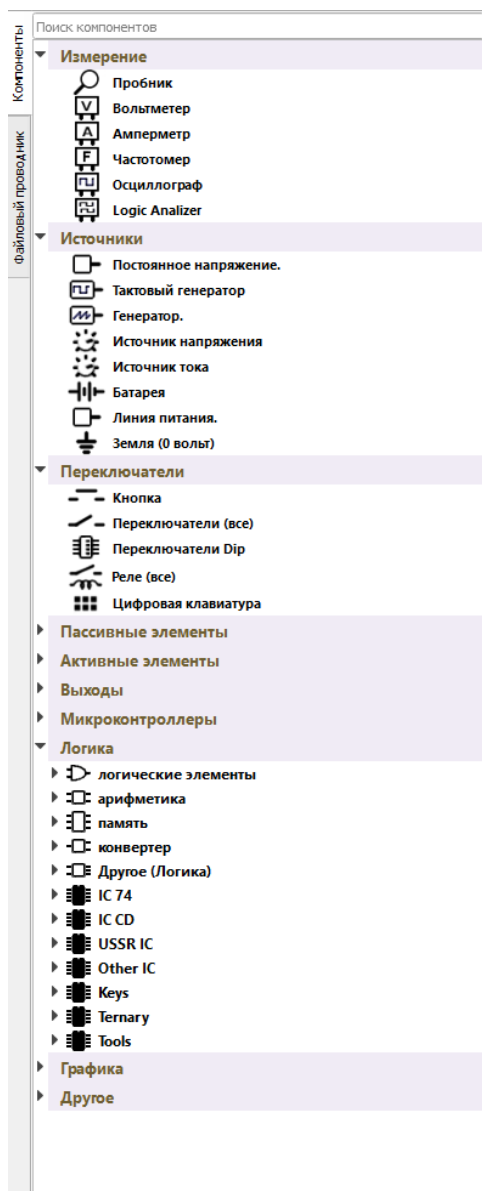 Поиск компонентов
Компоненты
Файловый проводник
Измерение
Пробник
V Вольтметер
A Амперметр
F Частотомер
Осциллограф
Logic Analizer
Источники
Постоянное напряжение.
Тактовый генератор
Генератор.
Источник напряжения
Источник тока
Батарея
Линия питания.
Земля (0 вольт)
Переключатели
Кнопка
Переключатели (все)
Переключатели Dip
Реле (все)
Цифровая клавиатура
Пассивные элементы
Активные элементы
Выходы
Микроконтроллеры
Логика
логические элементы
арифметика
память
конвертер
Другое (Логика)
IC 74
IC CD
USSR IC
Other IC
Keys
Ternary
Tools
Графика
Другое